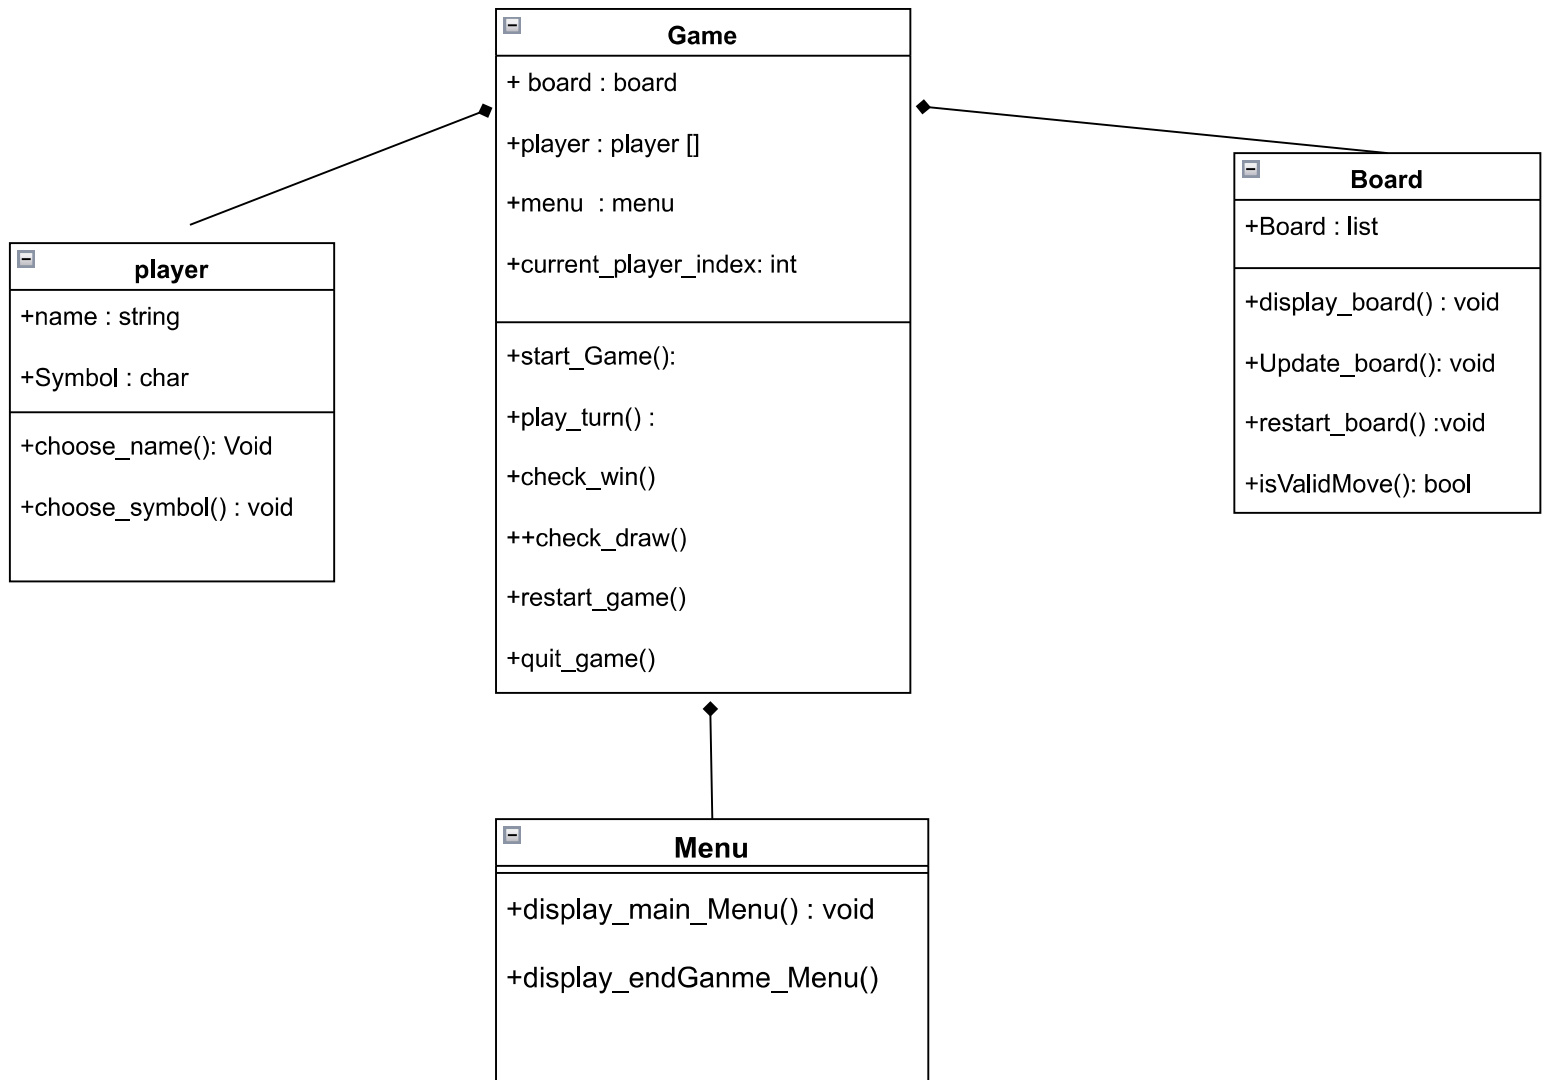 Game
+ board : board
+player : player []
+menu  : menu
+current_player_index: int
+start_Game():
+play_turn() :
+check_win()
++check_draw()
+restart_game()
+quit_game()
player
+name : string
+Symbol : char
+choose_name(): Void
+choose_symbol() : void
Board
+Board : list
+display_board() : void
+Update_board(): void
+restart_board() :void
+isValidMove(): bool
Menu
+display_main_Menu() : void
+display_endGanme_Menu()